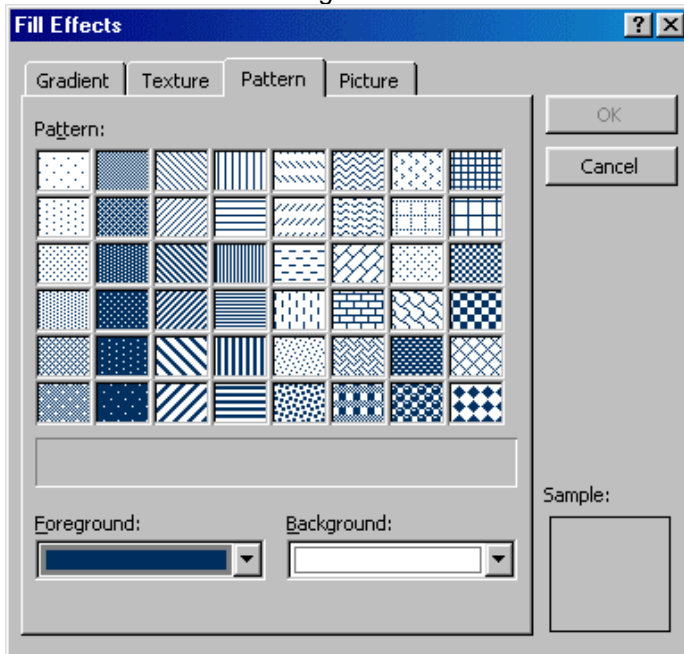 Fill Effects
Gradient Texture Pattern Picture
Pattern:
OK
Cancel
Foreground: Background:
Sample: